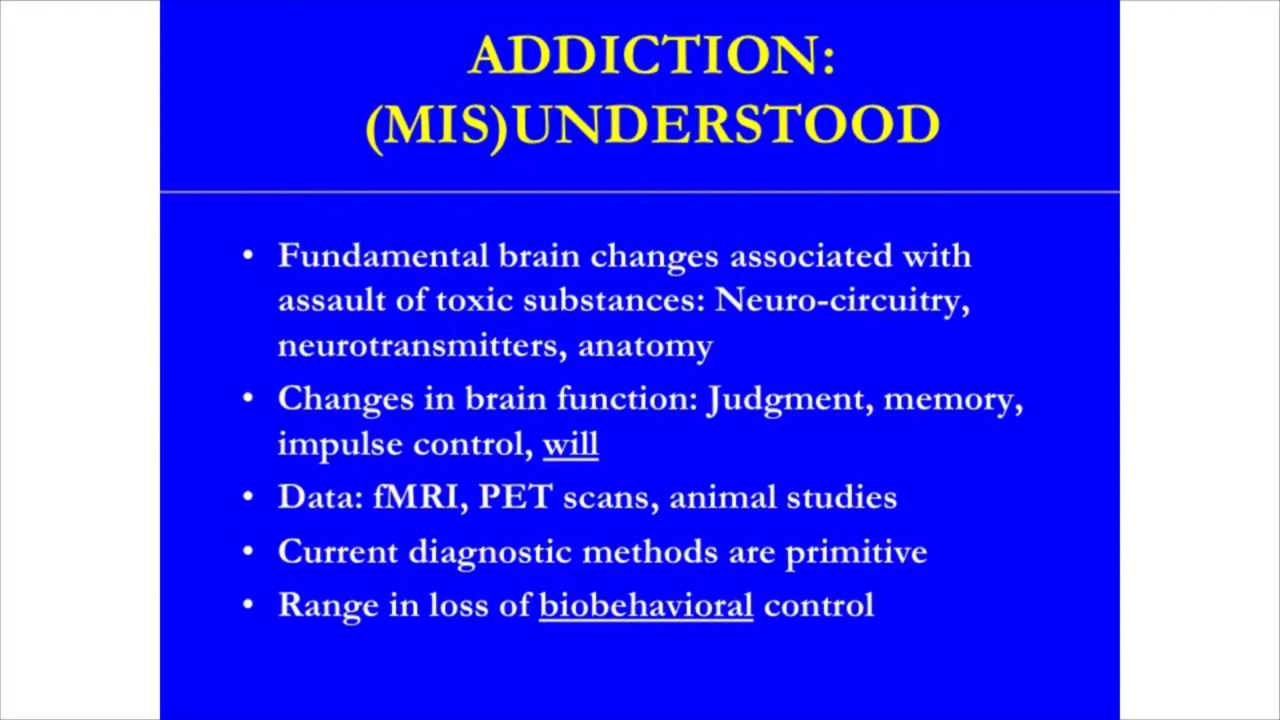 ADDICTION:
(MIS)UNDERSTOOD
• Fundamental brain changes associated with
assault of toxic substances: Neuro-circuitry,
neurotransmitters, anatomy
• Changes in brain function: Judgment, memory,
impulse control, will
• Data: fMRI, PET scans, animal studies
• Current diagnostic methods are primitive
• Range in loss of biobehavioral control